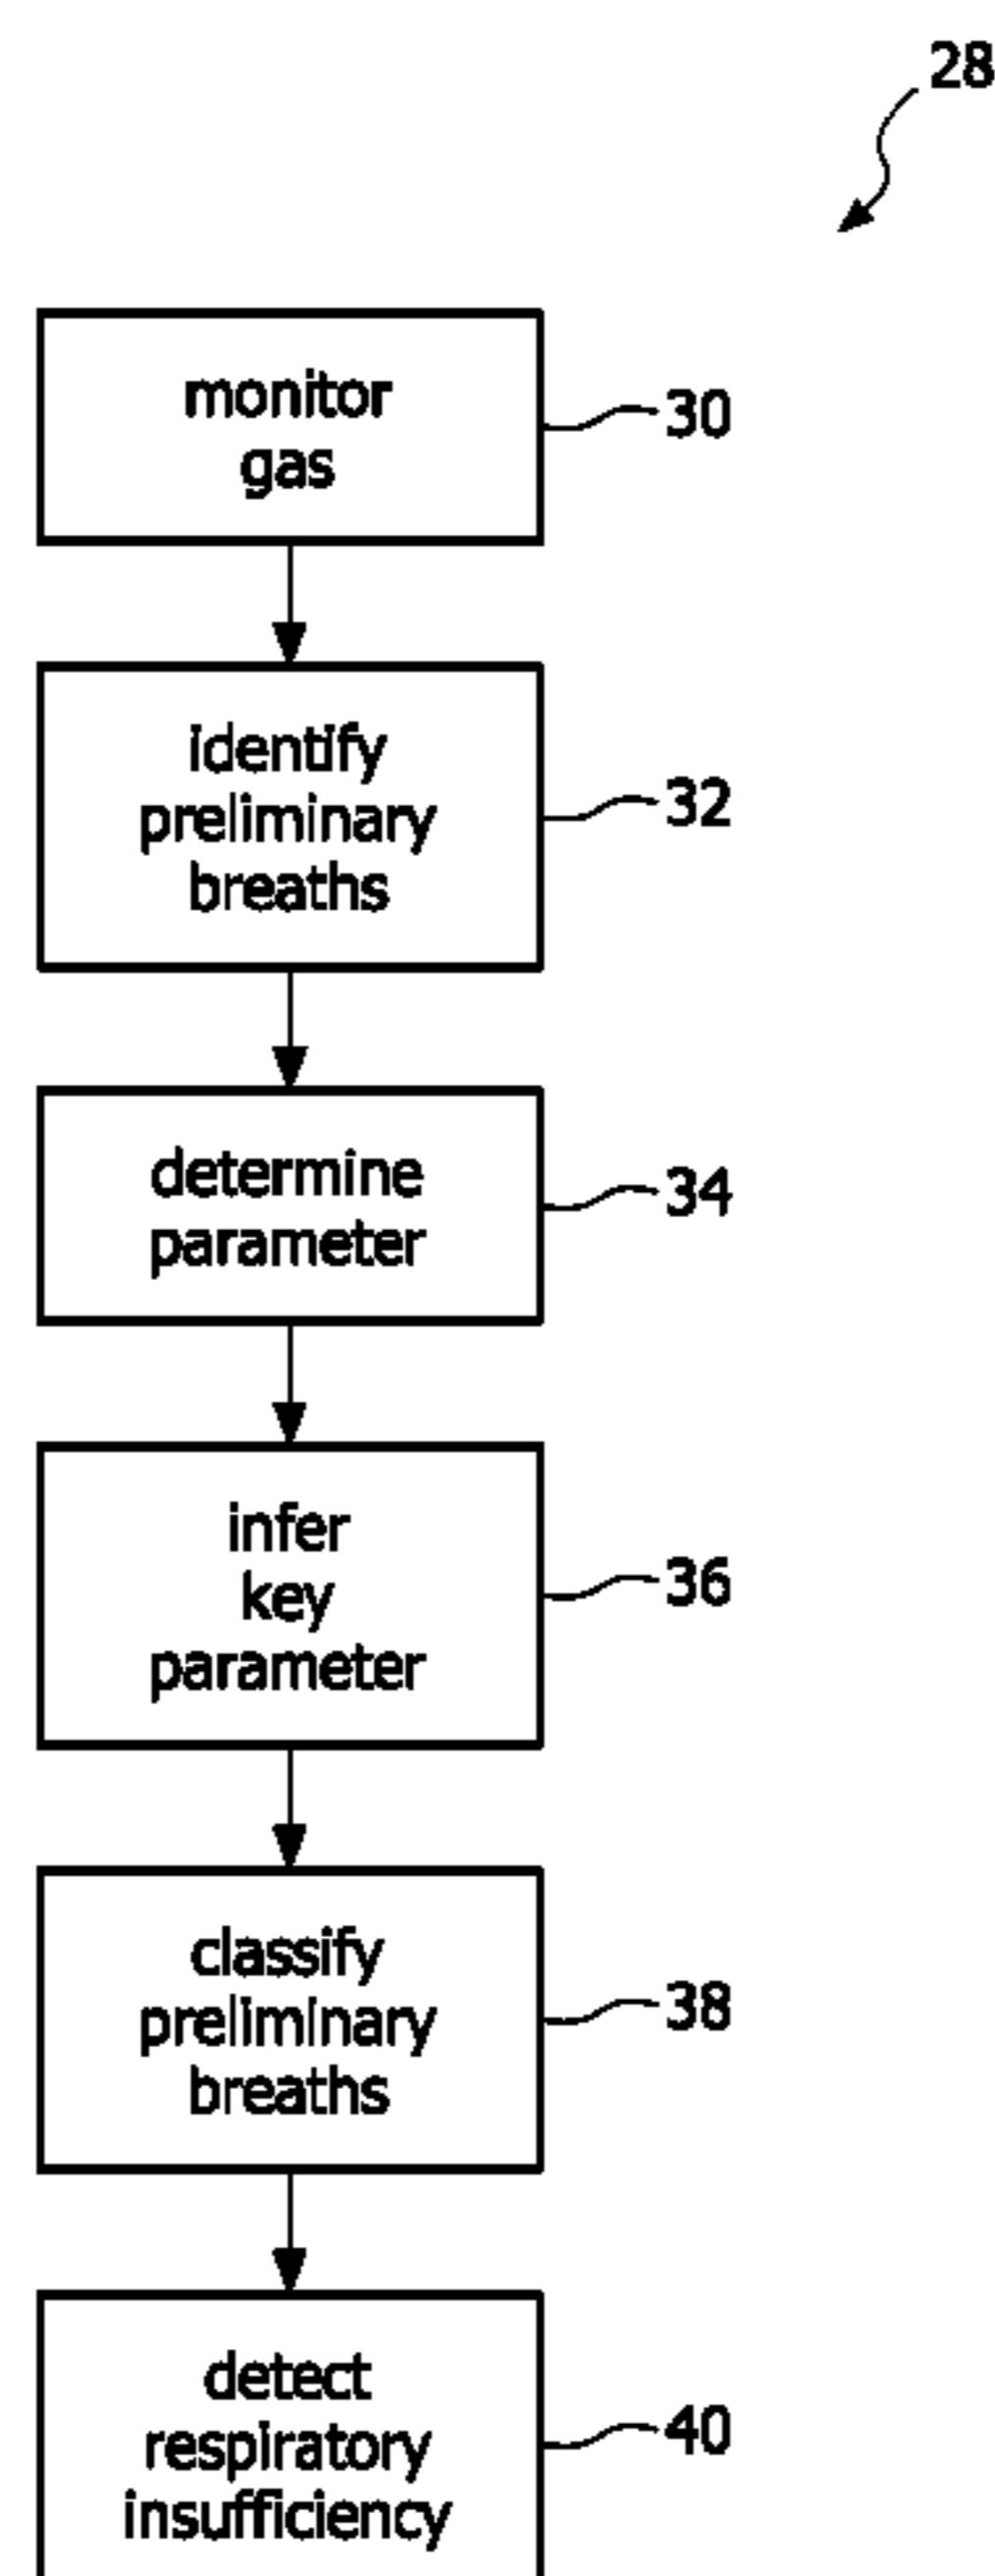 28
monitor
gas
30
identify
preliminary
breaths
32
determine
parameter
34
infer
key
parameter
36
classify
preliminary
breaths
38
detect
respiratory
insufficiency
40